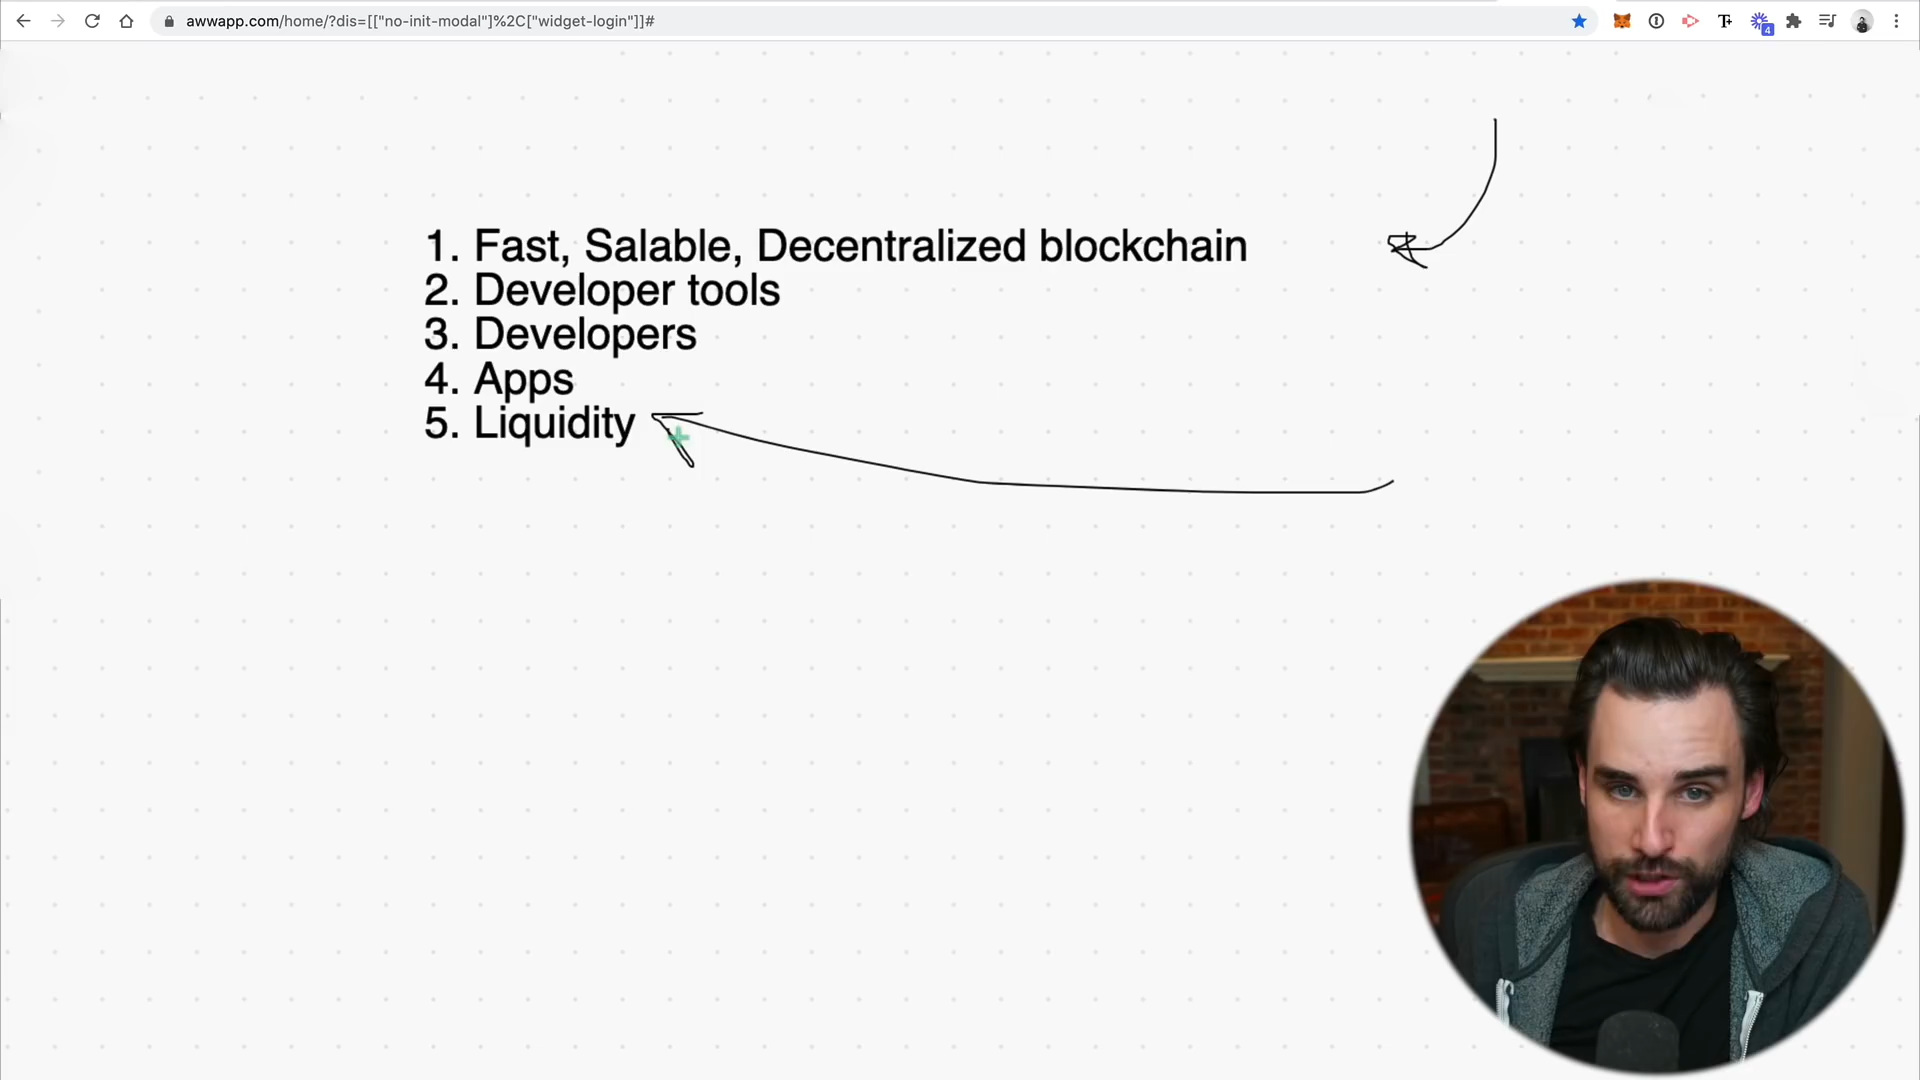 awwapp.com/home/?dis=[["no-init-modal"]%2C["widget-login"]]#
4
1. Fast, Salable, Decentralized blockchain
2. Developer tools
3. Developers
4. Apps
5. Liquidity